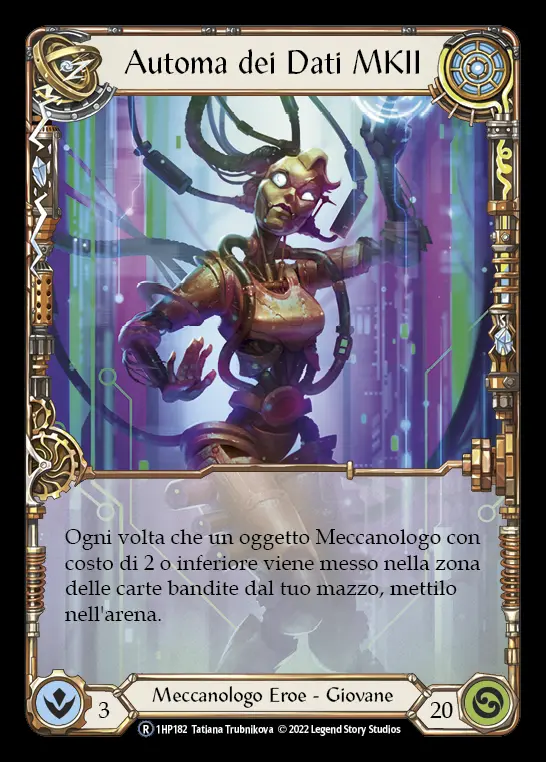 Automa dei Dati MKII
Ogni volta che un oggetto Meccanologo con
costo di 2 o inferiore viene messo nella zona
delle carte bandite dal tuo mazzo, mettilo
nell'arena.
Meccanologo Eroe - Giovane
3
20
R 1HP182 Tatiana Trubnikova © 2022 Legend Story Studios